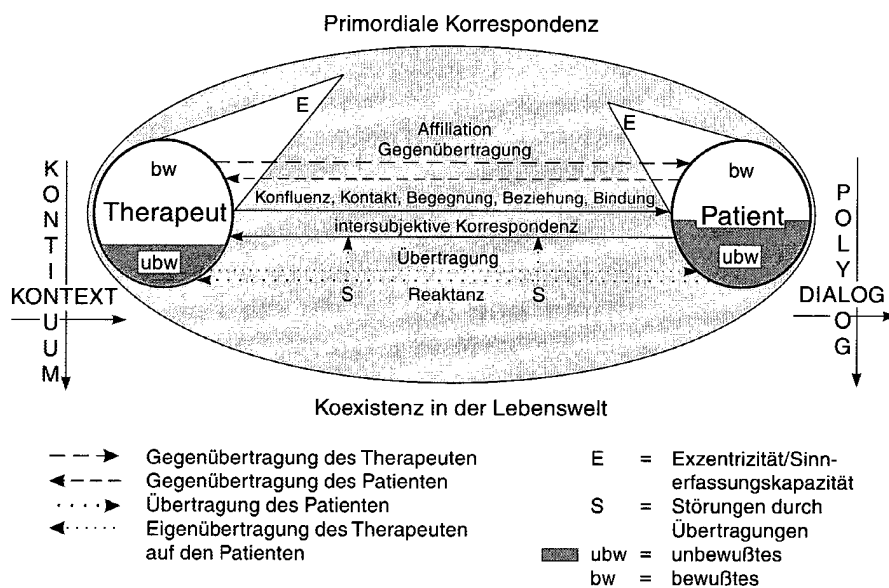 Primordiale Korrespondenz
E
E
Affiliation
Gegenübertragung
bw
bw
Konfluenz, Kontakt, Begegnung, Beziehung, Bindung
Therapeut
Patient
intersubjektive Korrespondenz
ubw
ubw
Übertragung
S
Reaktanz
S
KONTINUUM
KONTEXT
POLYLOG
DIALOG
Koexistenz in der Lebenswelt
Gegenübertragung des Therapeuten
Gegenübertragung des Patienten
Übertragung des Patienten
Eigenübertragung des Therapeuten
auf den Patienten
E = Exzentrizität/Sinn-
erfassungskapazität
S = Störungen durch
Übertragungen
ubw = unbewußtes
bw = bewußtes